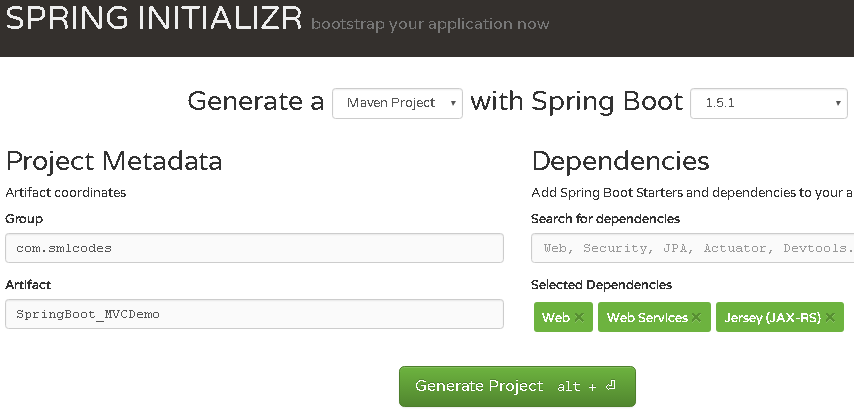 SPRING INITIALIZR bootstrap your application now
Generate a Maven Project with Spring Boot 1.5.1
Project Metadata
Artifact coordinates
Group
com.smlcodes
Artifact
SpringBoot_MVCDemo
Dependencies
Add Spring Boot Starters and dependencies to your a
Search for dependencies
Web, Security, JPA, Actuator, Devtools.
Selected Dependencies
Web × Web Services × Jersey (JAX-RS) ×
Generate Project alt + ⏎